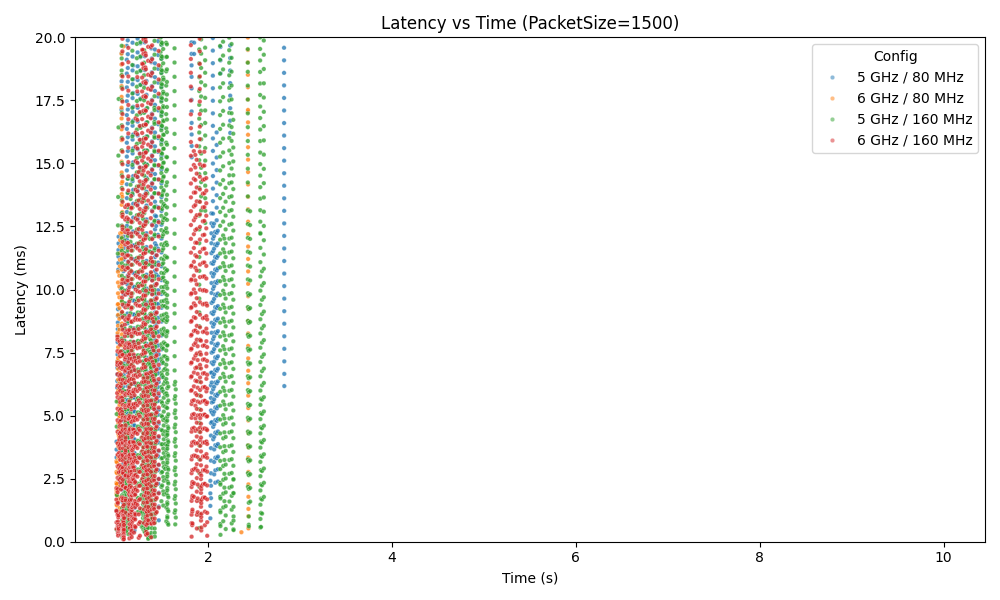 Latency vs Time (PacketSize=1500)
Config
5 GHz / 80 MHz
6 GHz / 80 MHz
5 GHz / 160 MHz
6 GHz / 160 MHz
Latency (ms)
20.0
17.5
15.0
12.5
10.0
7.5
5.0
2.5
0.0
2
4
6
8
10
Time (s)